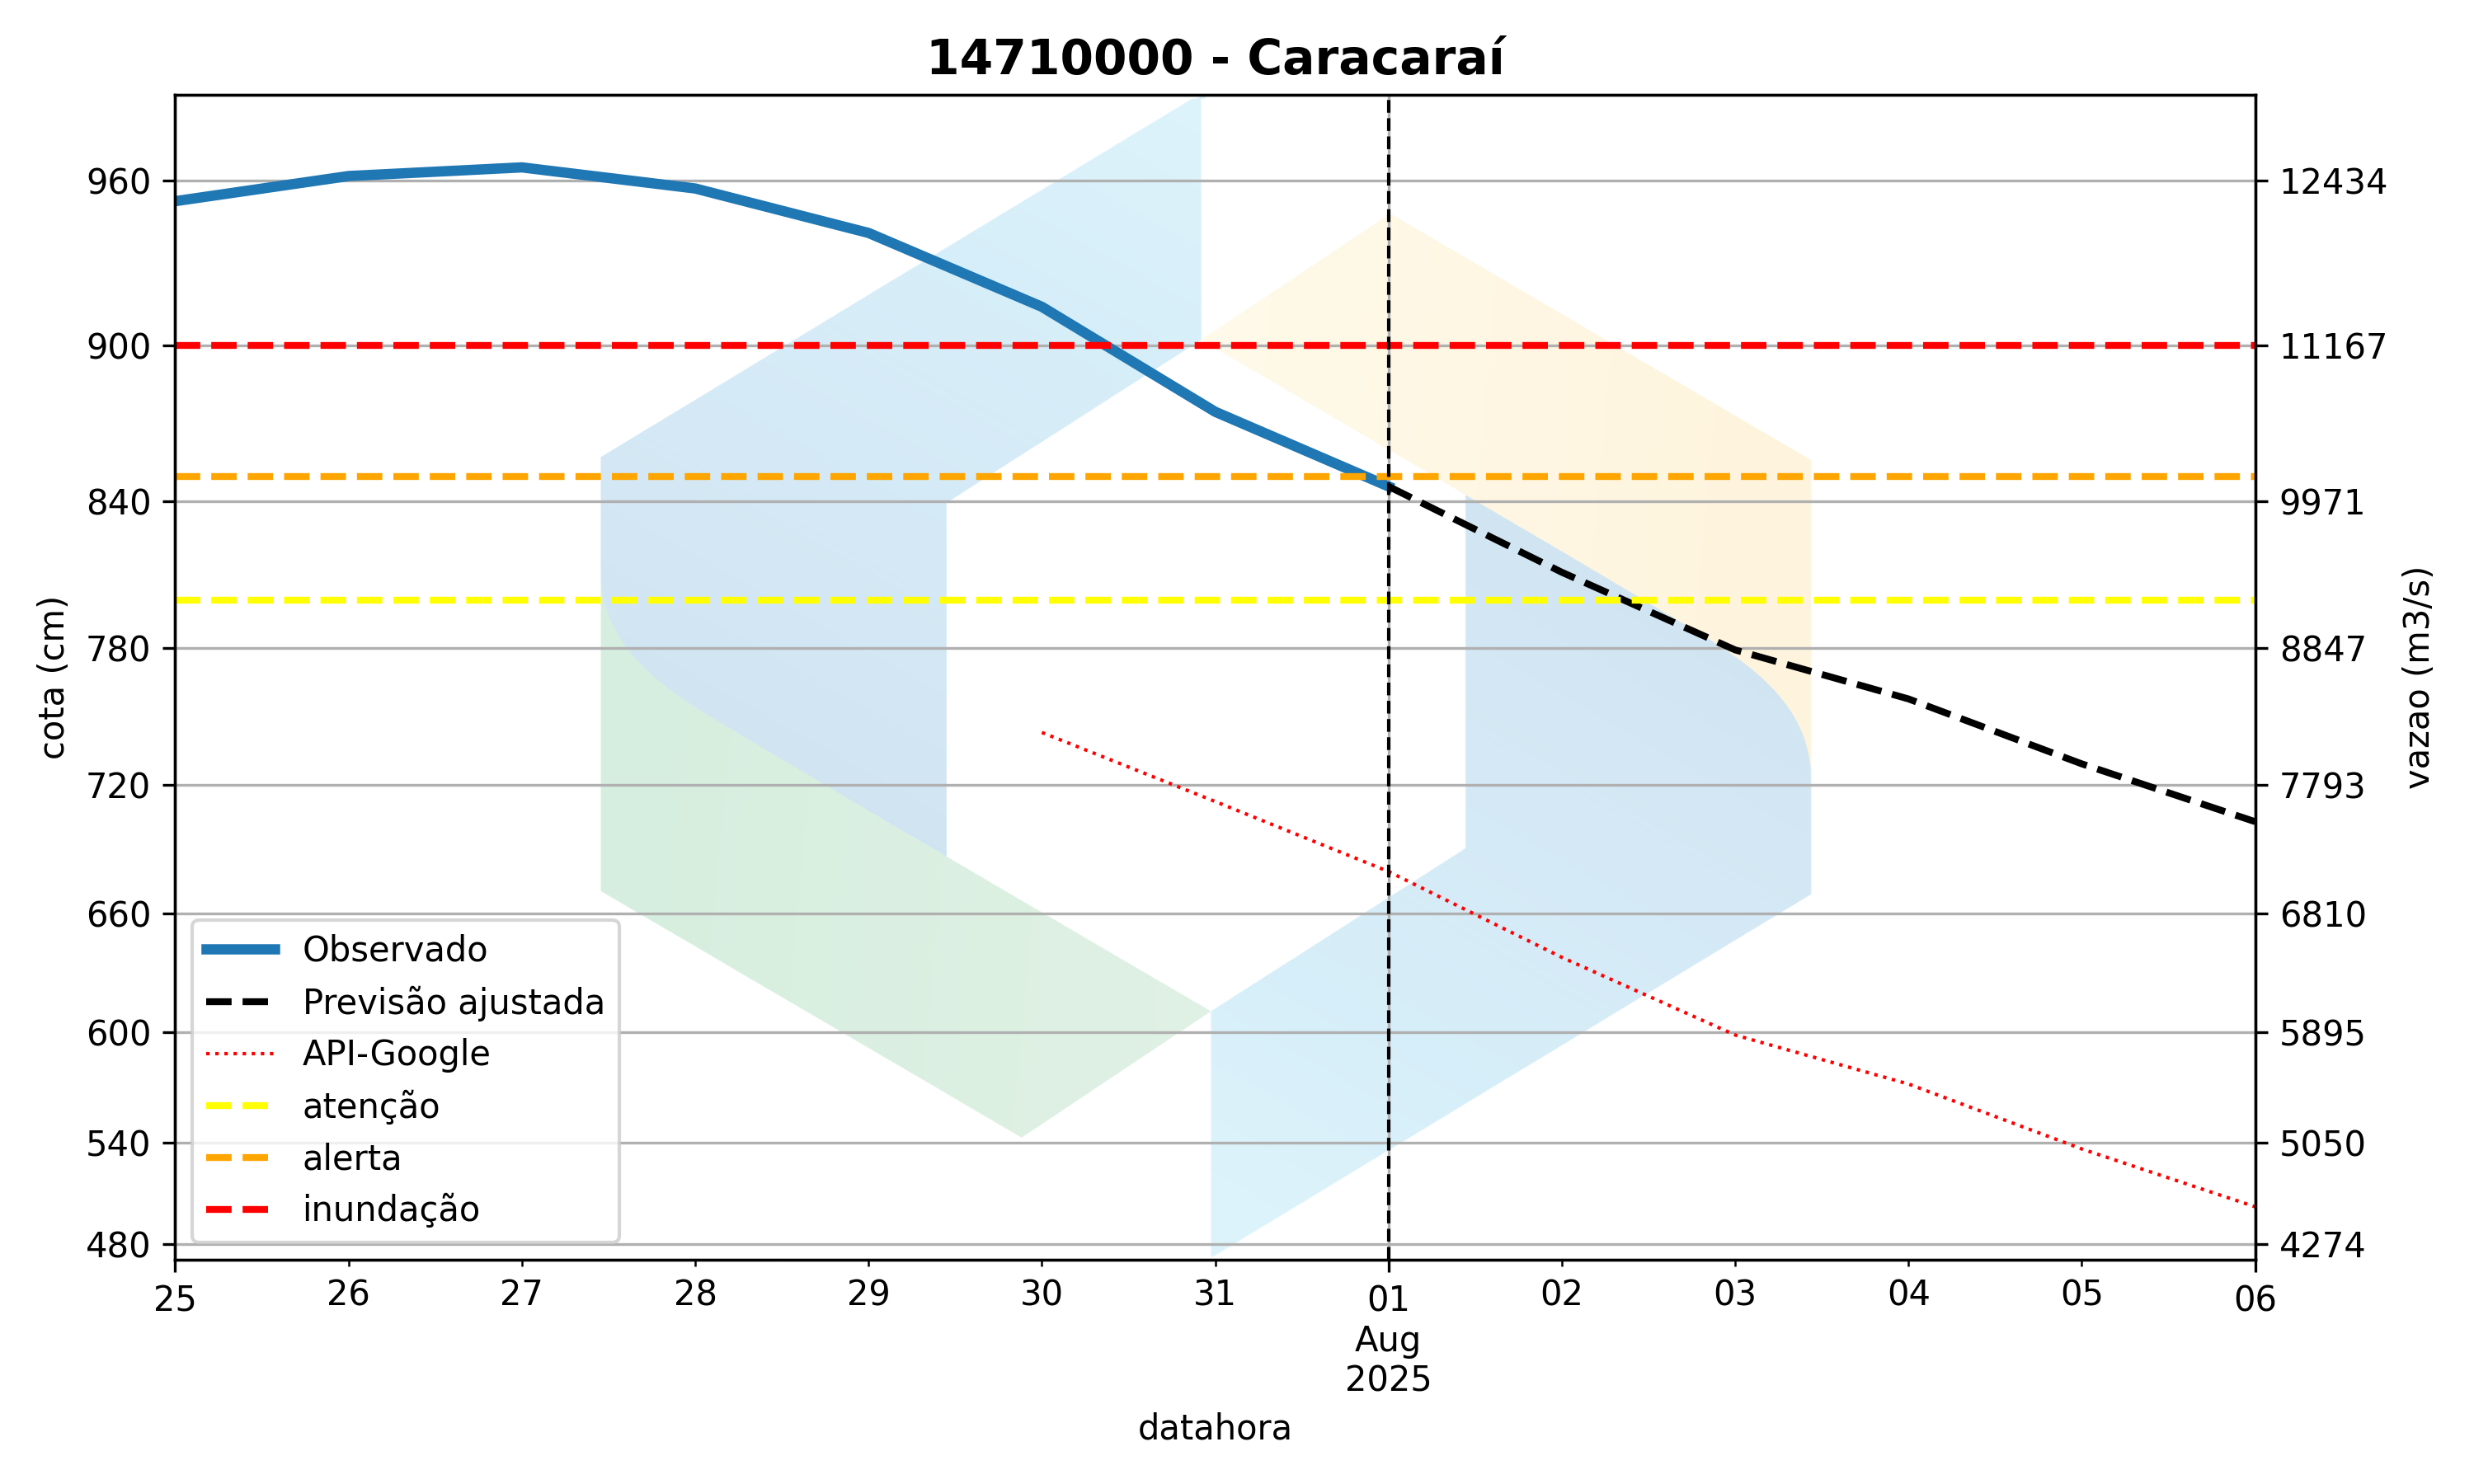 14710000 - Caracaraí
960
900
840
780
720
660
600
540
480
cota (cm)
12434
11167
9971
8847
7793
6810
5895
5050
4274
vazao (m3/s)
Observado
Previsão ajustada
API-Google
atenção
alerta
inundação
25 26 27 28 29 30 31 01 02 03 04 05 06
Aug
2025
datahora